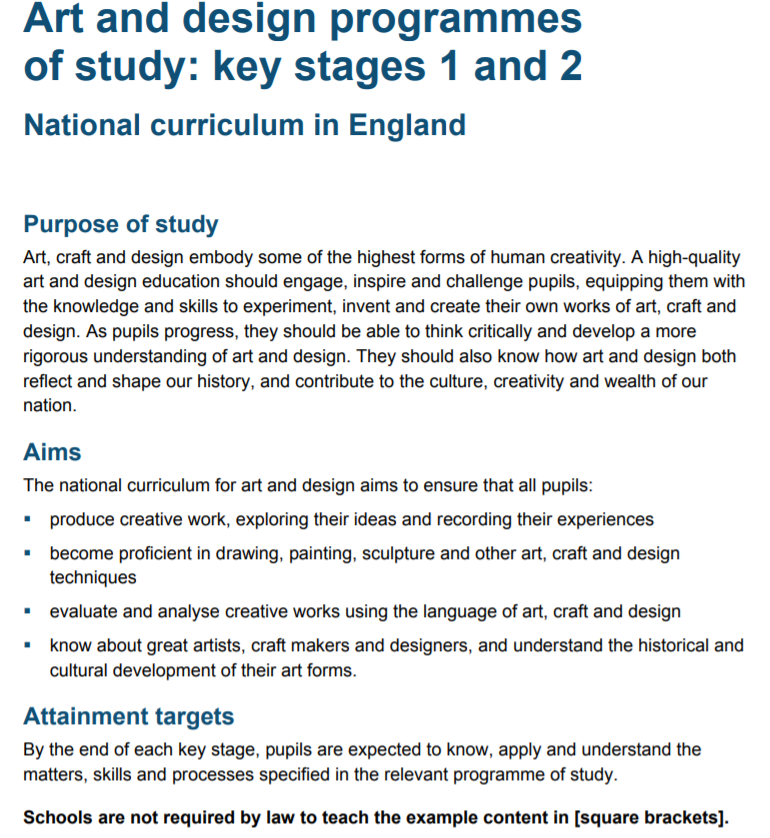 Art and design programmes
of study: key stages 1 and 2
National curriculum in England
Purpose of study
Art, craft and design embody some of the highest forms of human creativity. A high-quality
art and design education should engage, inspire and challenge pupils, equipping them with
the knowledge and skills to experiment, invent and create their own works of art, craft and
design. As pupils progress, they should be able to think critically and develop a more
rigorous understanding of art and design. They should also know how art and design both
reflect and shape our history, and contribute to the culture, creativity and wealth of our
nation.
Aims
The national curriculum for art and design aims to ensure that all pupils:
▪ produce creative work, exploring their ideas and recording their experiences
▪ become proficient in drawing, painting, sculpture and other art, craft and design
techniques
▪ evaluate and analyse creative works using the language of art, craft and design
▪ know about great artists, craft makers and designers, and understand the historical and
cultural development of their art forms.
Attainment targets
By the end of each key stage, pupils are expected to know, apply and understand the
matters, skills and processes specified in the relevant programme of study.
Schools are not required by law to teach the example content in [square brackets].